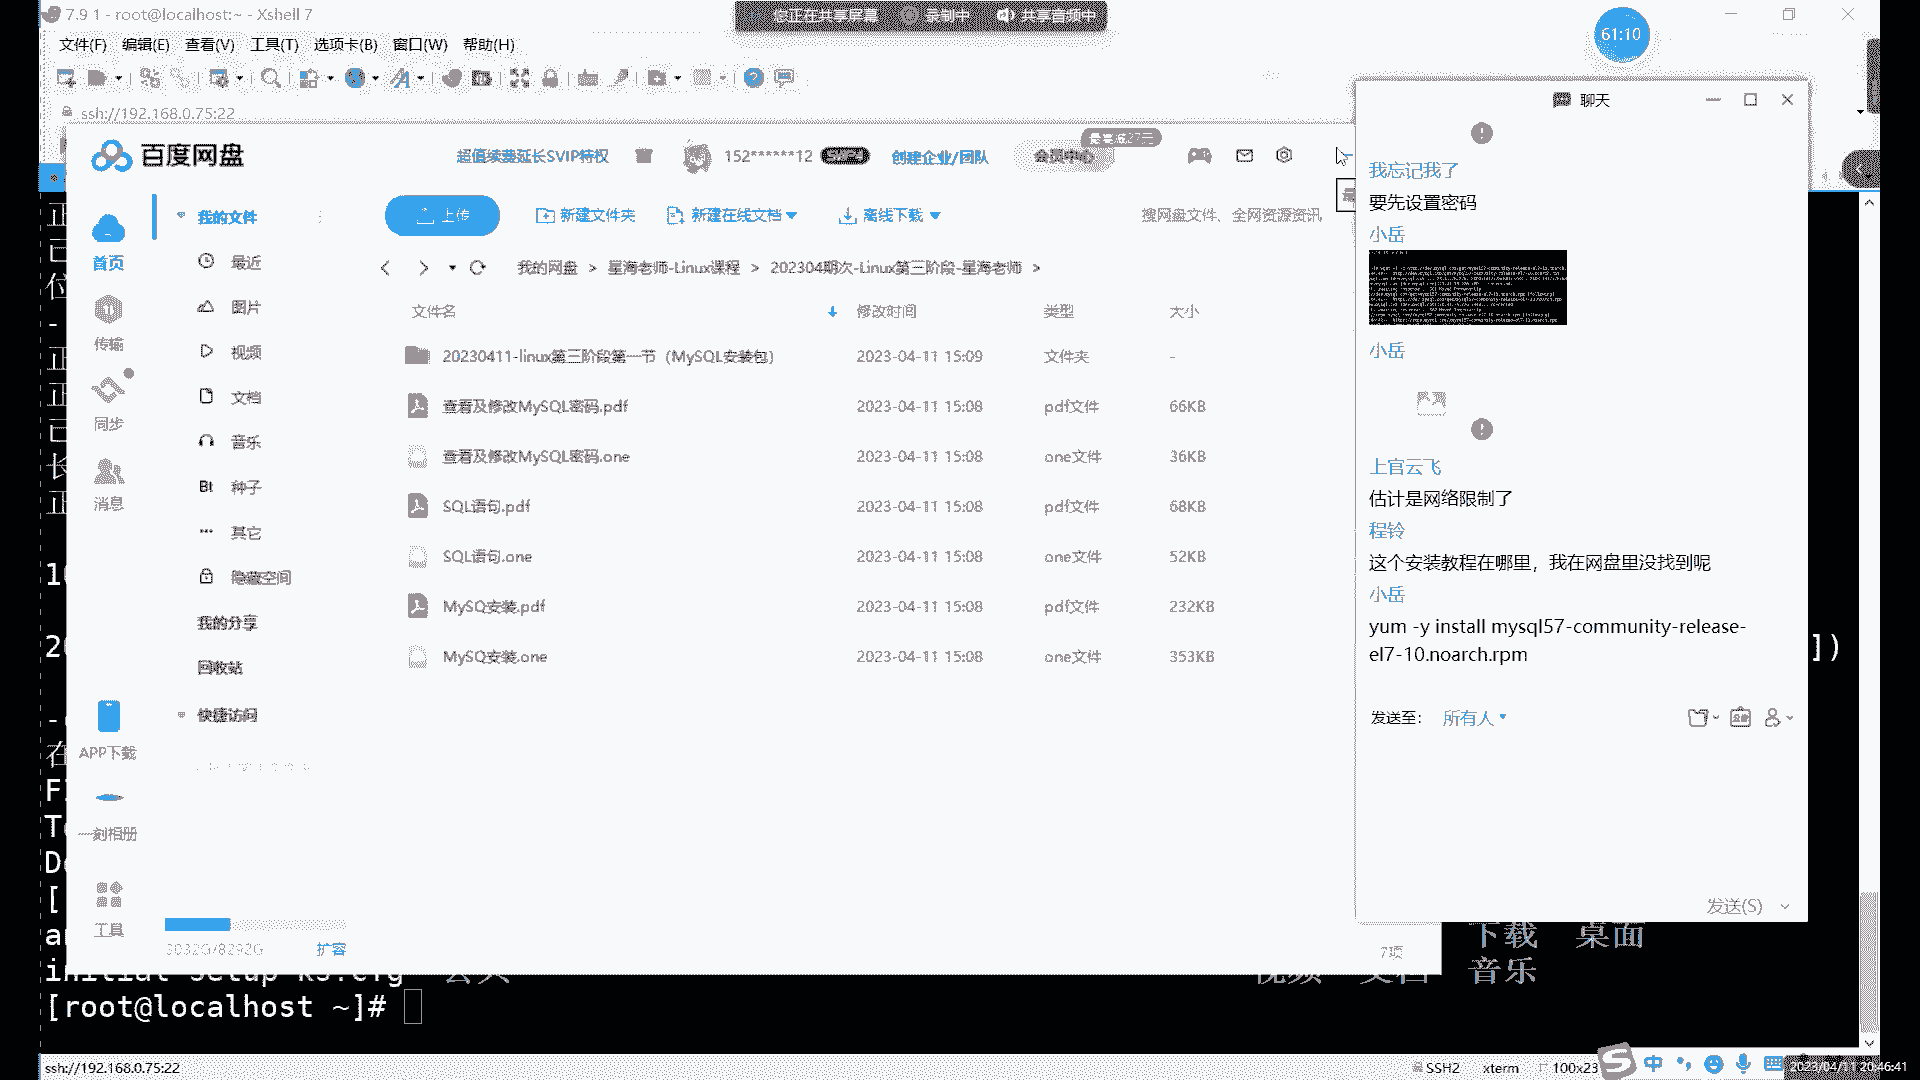 7.9 1 - root@localhost:~ - Xshell 7
您正在共享屏幕 录制中 共享音频中
61:10
文件(F) 编辑(E) 查看(V) 工具(T) 选项卡(B) 窗口(W) 帮助(H)
ssh://192.168.0.75:22
百度网盘
超值续费延长SVIP特权
152******12
创建企业/团队
会员中心
首页
传输
同步
消息
APP下载
一刻相册
工具
我的文件
最近
图片
视频
文档
音乐
Bt 种子
其它
隐藏空间
我的分享
回收站
快捷访问
3032G/8292G 扩容
上传 新建文件夹 新建在线文档 离线下载 搜网盘文件、全网资源资讯
我的网盘 > 星海老师-Linux课程 > 202304期次-Linux第三阶段-星海老师 >
文件名 修改时间 类型 大小
20230411-linux第三阶段第一节（MySQL安装包） 2023-04-11 15:09 文件夹 -
查看及修改MySQL密码.pdf 2023-04-11 15:08 pdf文件 66KB
查看及修改MySQL密码.one 2023-04-11 15:08 one文件 36KB
SQL语句.pdf 2023-04-11 15:08 pdf文件 68KB
SQL语句.one 2023-04-11 15:08 one文件 52KB
MySQ安装.pdf 2023-04-11 15:08 pdf文件 232KB
MySQ安装.one 2023-04-11 15:08 one文件 353KB
7项
聊天
我忘记我了
要先设置密码
小岳
小岳
上官云飞
估计是网络限制了
程铃
这个安装教程在哪里，我在网盘里没找到呢
小岳
yum -y install mysql57-community-release-
el7-10.noarch.rpm
发送至： 所有人
发送(S)
])
下载 桌面
音乐
[root@localhost ~]#
ssh://192.168.0.75:22
SSH2 xterm 100x23
中
2023/04/11 20:46:41